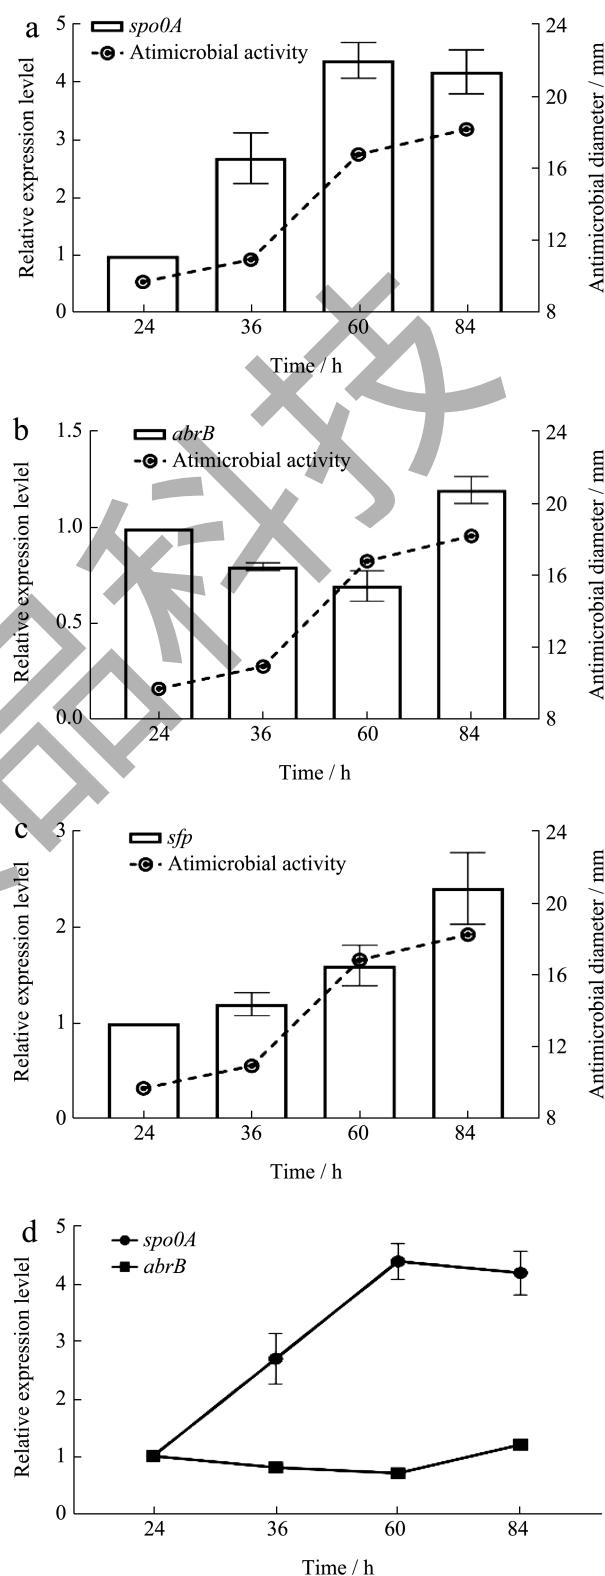 a
spo0A
Atimicrobial activity
Relative expression levlel
Antimicrobial diameter / mm
5
4
3
2
1
0
24
20
16
12
8
24 36 60 84
Time / h
b
abrB
Atimicrobial activity
Relative expression levlel
Antimicrobial diameter / mm
1.5
1.0
0.5
0.0
24
20
16
12
8
24 36 60 84
Time / h
c
sfp
Atimicrobial activity
Relative expression levlel
Antimicrobial diameter / mm
3
2
1
0
24
20
16
12
8
24 36 60 84
Time / h
d
spo0A
abrB
Relative expression levlel
5
4
3
2
1
0
24 36 60 84
Time / h
品科技